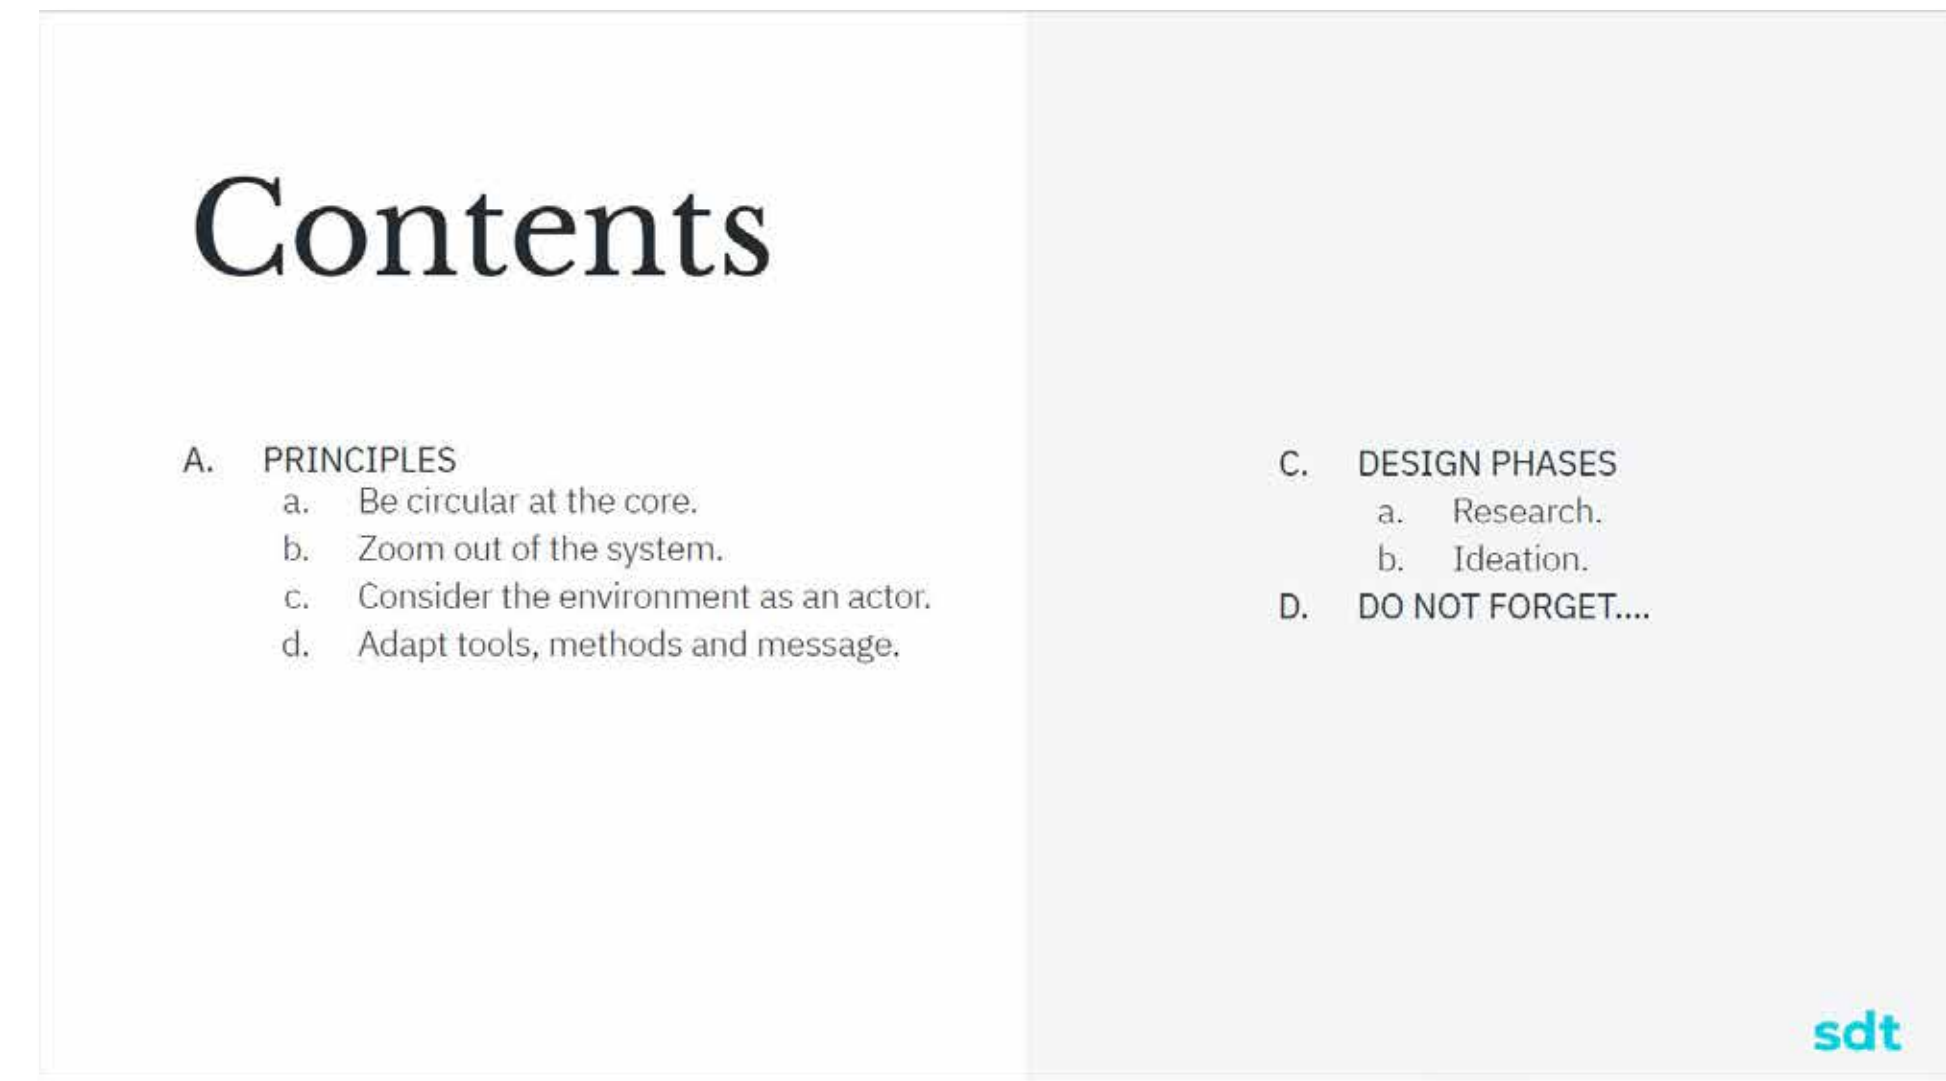 Contents
A. PRINCIPLES
a. Be circular at the core.
b. Zoom out of the system.
c. Consider the environment as an actor.
d. Adapt tools, methods and message.
C. DESIGN PHASES
a. Research.
b. Ideation.
D. DO NOT FORGET....
sdt